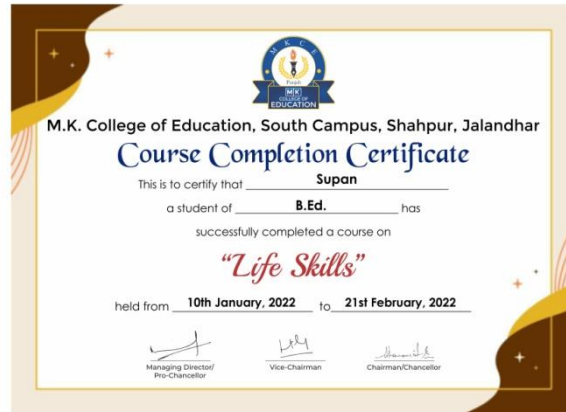 MKCE
Punjab
MK
COLLEGE OF
EDUCATION
M.K. College of Education, South Campus, Shahpur, Jalandhar
Course Completion Certificate
This is to certify that Supan
a student of B.Ed. has
successfully completed a course on
"Life Skills"
held from 10th January, 2022 to 21st February, 2022
Managing Director/ Vice-Chairman Chairman/Chancellor
Pro-Chancellor